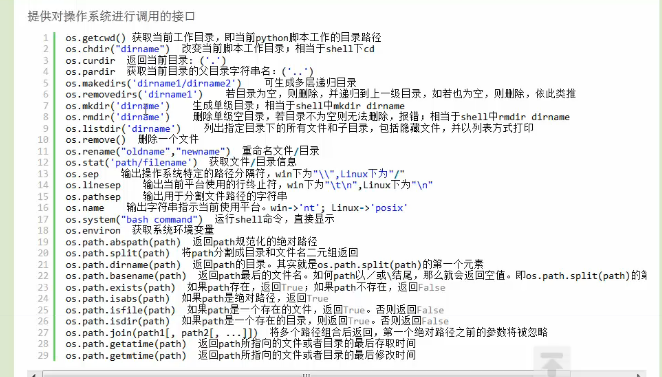 提供对操作系统进行调用的接口
1 os.getcwd() 获取当前工作目录，即当前python脚本工作的目录路径
2 os.chdir("dirname") 改变当前脚本工作目录；相当于shell下cd
3 os.curdir 返回当前目录: ('.')
4 os.pardir 获取当前目录的父目录字符串名：('..')
5 os.makedirs('dirname1/dirname2') 可生成多层递归目录
6 os.removedirs('dirname1') 若目录为空，则删除，并递归到上一级目录，如若也为空，则删除，依此类推
7 os.mkdir('dirname') 生成单级目录；相当于shell中mkdir dirname
8 os.rmdir('dirname') 删除单级空目录，若目录不为空则无法删除，报错；相当于shell中rmdir dirname
9 os.listdir('dirname') 列出指定目录下的所有文件和子目录，包括隐藏文件，并以列表方式打印
10 os.remove() 删除一个文件
11 os.rename("oldname","newname") 重命名文件/目录
12 os.stat('path/filename') 获取文件/目录信息
13 os.sep 输出操作系统特定的路径分隔符，win下为"\\",Linux下为"/"
14 os.linesep 输出当前平台使用的行终止符，win下为"\t\n",Linux下为"\n"
15 os.pathsep 输出用于分割文件路径的字符串
16 os.name 输出字符串指示当前使用平台。win->'nt'; Linux->'posix'
17 os.system("bash command") 运行shell命令，直接显示
18 os.environ 获取系统环境变量
19 os.path.abspath(path) 返回path规范化的绝对路径
20 os.path.split(path) 将path分割成目录和文件名二元组返回
21 os.path.dirname(path) 返回path的目录。其实就是os.path.split(path)的第一个元素
22 os.path.basename(path) 返回path最后的文件名。如何path以／或\结尾，那么就会返回空值。即os.path.split(path)的第
23 os.path.exists(path) 如果path存在，返回True；如果path不存在，返回False
24 os.path.isabs(path) 如果path是绝对路径，返回True
25 os.path.isfile(path) 如果path是一个存在的文件，返回True。否则返回False
26 os.path.isdir(path) 如果path是一个存在的目录，则返回True。否则返回False
27 os.path.join(path1[, path2[, ...]]) 将多个路径组合后返回，第一个绝对路径之前的参数将被忽略
28 os.path.getatime(path) 返回path所指向的文件或者目录的最后存取时间
29 os.path.getmtime(path) 返回path所指向的文件或者目录的最后修改时间